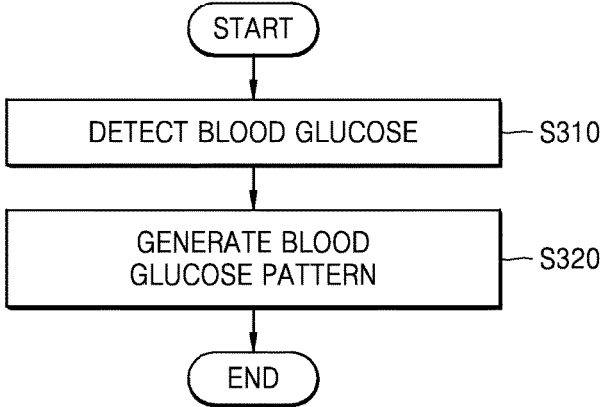 START
DETECT BLOOD GLUCOSE
S310
GENERATE BLOOD
GLUCOSE PATTERN
S320
END